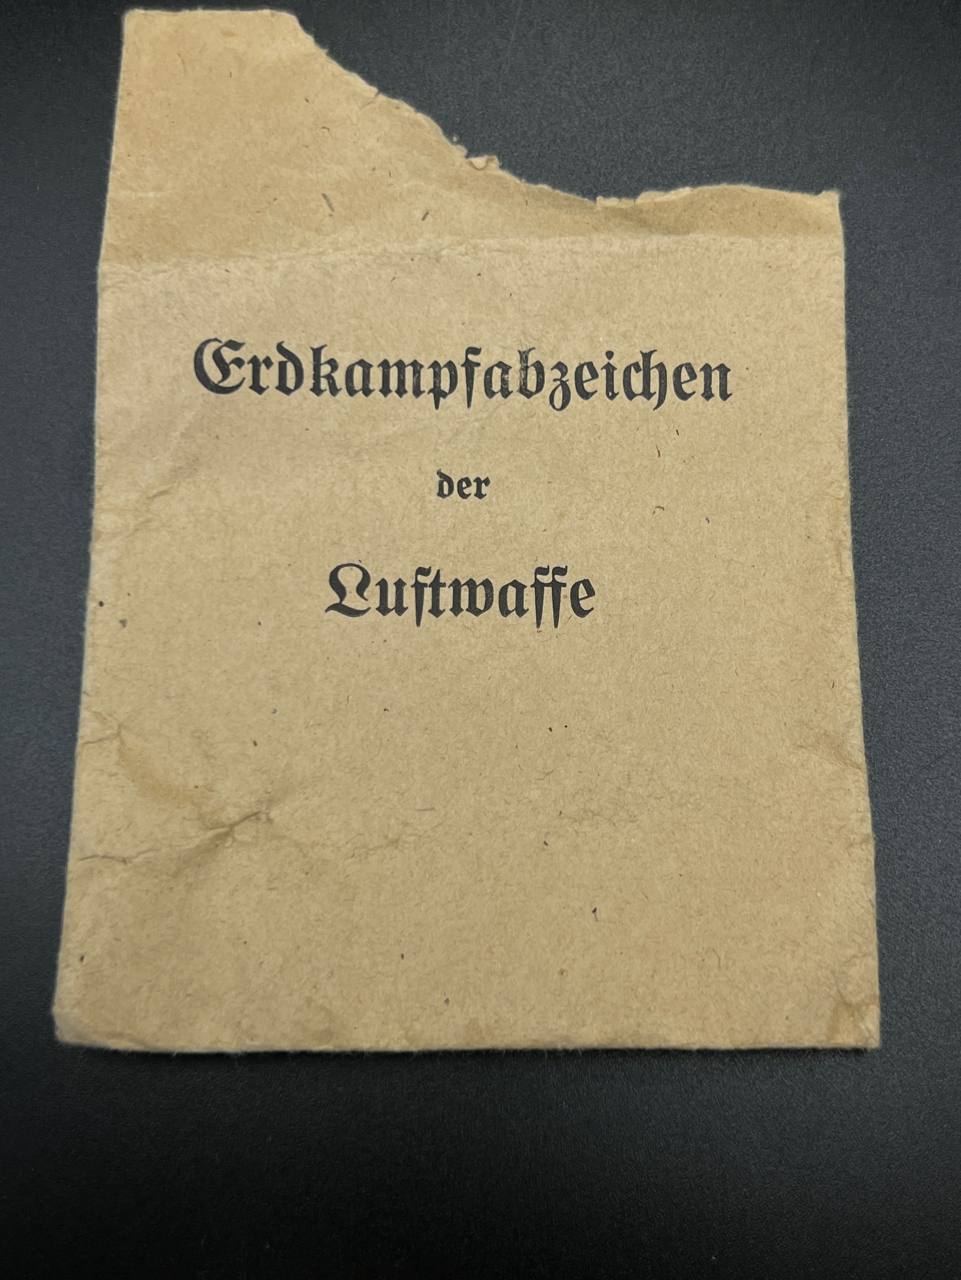 Erdkampfabzeichen
der
Luftwaffe